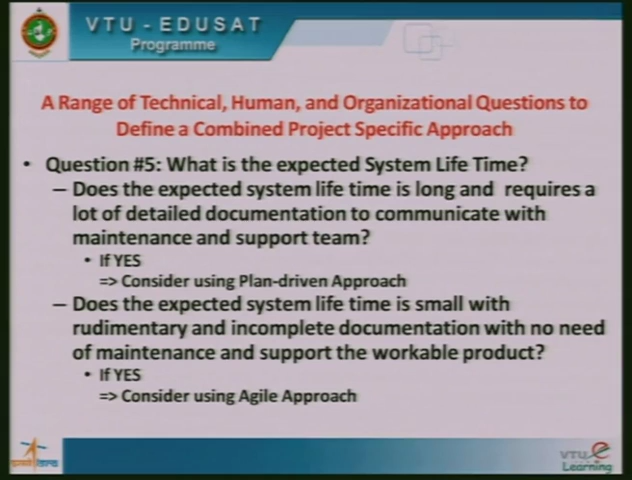 VTU - EDUSAT
Programme
A Range of Technical, Human, and Organizational Questions to
Define a Combined Project Specific Approach
• Question #5: What is the expected System Life Time?
– Does the expected system life time is long and requires a
lot of detailed documentation to communicate with
maintenance and support team?
• If YES
=> Consider using Plan-driven Approach
– Does the expected system life time is small with
rudimentary and incomplete documentation with no need
of maintenance and support the workable product?
• If YES
=> Consider using Agile Approach
VTU e
Learning